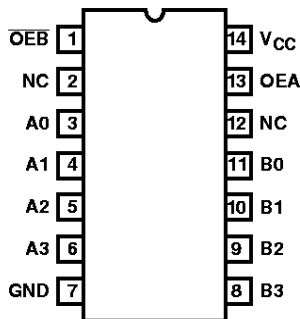 OEB 1 14 VCC
NC 2 13 OEA
A0 3 12 NC
A1 4 11 B0
A2 5 10 B1
A3 6 9 B2
GND 7 8 B3